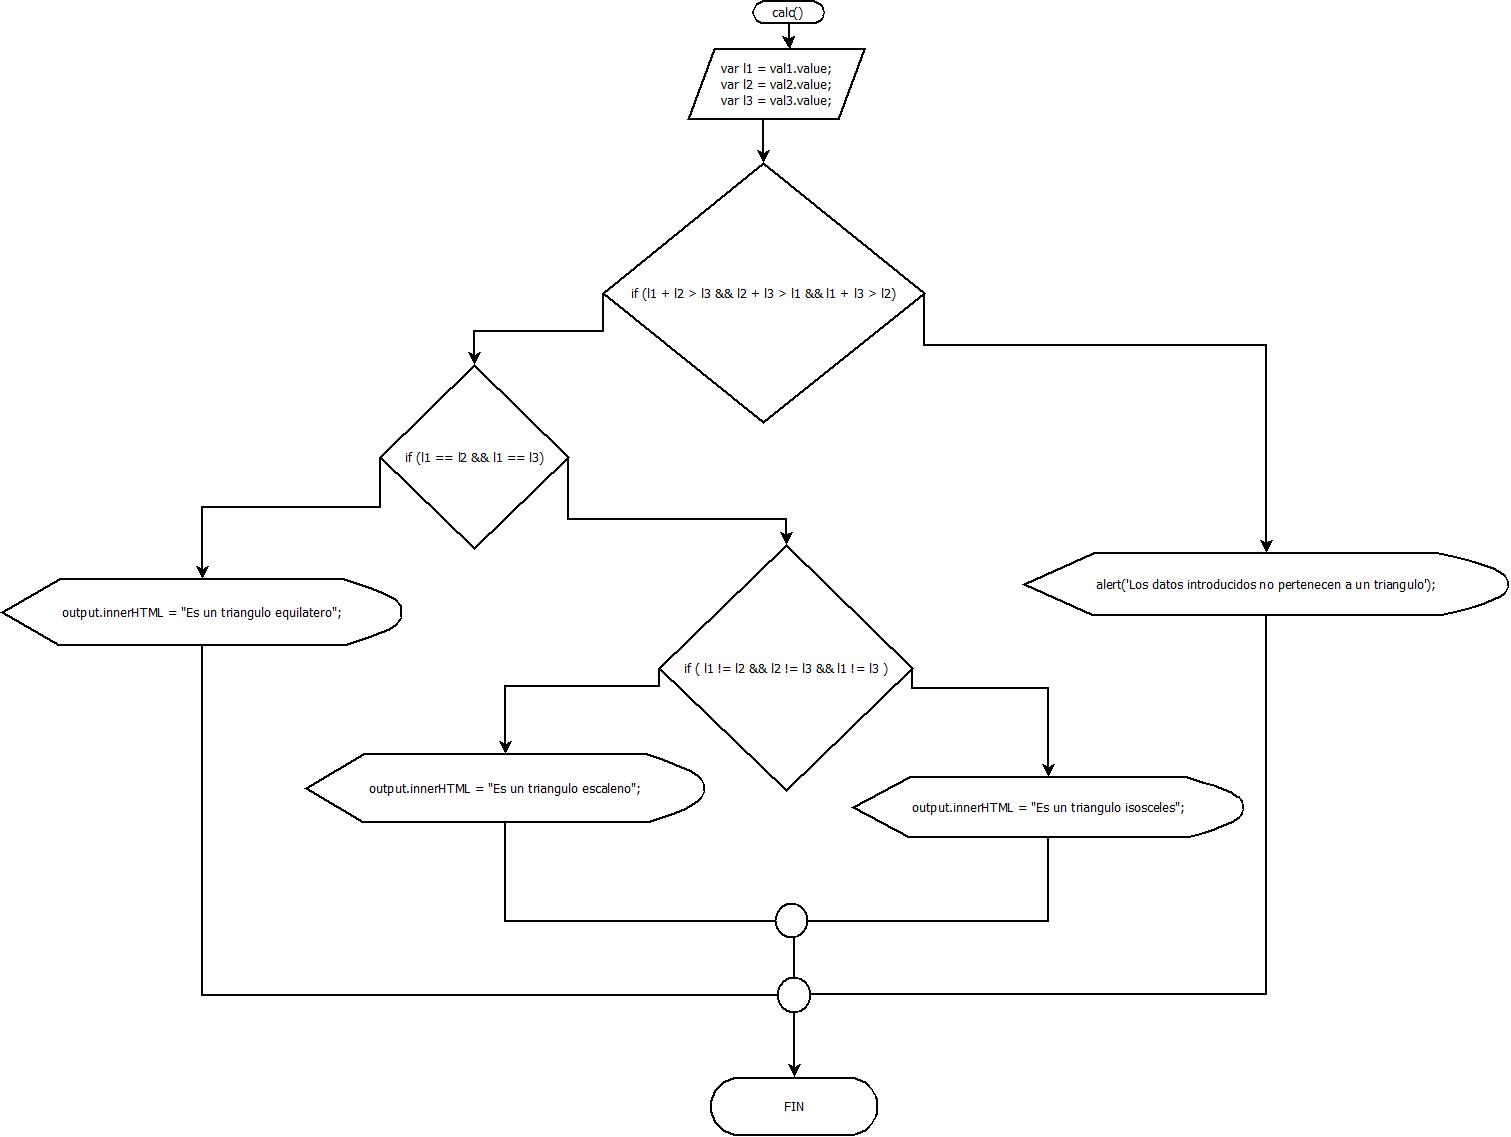 calc()
var l1 = val1.value;
var l2 = val2.value;
var l3 = val3.value;
if (l1 + l2 > l3 && l2 + l3 > l1 && l1 + l3 > l2)
if (l1 == l2 && l1 == l3)
output.innerHTML = "Es un triangulo equilatero";
alert('Los datos introducidos no pertenecen a un triangulo');
if ( l1 != l2 && l2 != l3 && l1 != l3 )
output.innerHTML = "Es un triangulo escaleno";
output.innerHTML = "Es un triangulo isosceles";
FIN